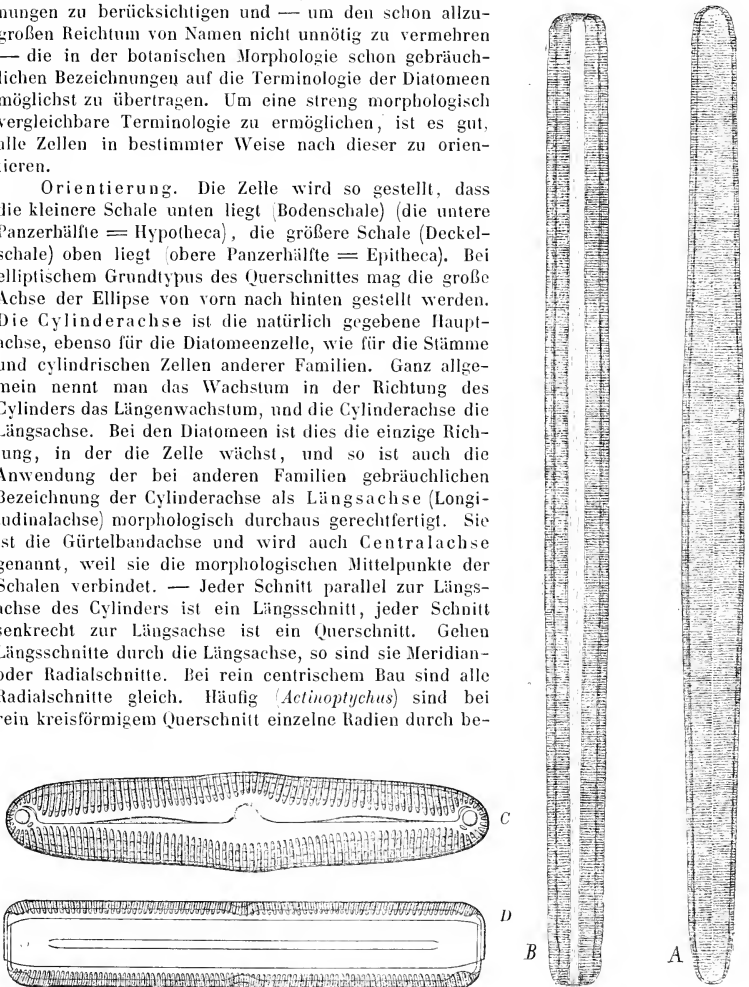 nungen zu berücksichtigen und — um den schon allzu-
großen Reichtum von Namen nicht unnötig zu vermehren
— die in der botanischen Morphologie schon gebräuch-
lichen Bezeichnungen auf die Terminologie der Diatomeen
möglichst zu übertragen. Um eine streng morphologisch
vergleichbare Terminologie zu ermöglichen, ist es gut,
alle Zellen in bestimmter Weise nach dieser zu orien-
tieren.
Orientierung. Die Zelle wird so gestellt, dass
die kleinere Schale unten liegt (Bodenschale) (die untere
Panzerhälfte = Hypotheca), die größere Schale (Deckel-
schale) oben liegt (obere Panzerhälfte = Epitheca). Bei
elliptischem Grundtypus des Querschnittes mag die große
Achse der Ellipse von vorn nach hinten gestellt werden.
Die Cylinderachse ist die natürlich gegebene Haupt-
achse, ebenso für die Diatomeenzelle, wie für die Stämme
und cylindrischen Zellen anderer Familien. Ganz allge-
mein nennt man das Wachstum in der Richtung des
Cylinders das Längenwachstum, und die Cylinderachse die
Längsachse. Bei den Diatomeen ist dies die einzige Rich-
tung, in der die Zelle wächst, und so ist auch die
Anwendung der bei anderen Familien gebräuchlichen
Bezeichnung der Cylinderachse als Längsachse (Longi-
tudinalachse) morphologisch durchaus gerechtfertigt. Sie
ist die Gürtelbandachse und wird auch Centralachse
genannt, weil sie die morphologischen Mittelpunkte der
Schalen verbindet. — Jeder Schnitt parallel zur Längs-
achse des Cylinders ist ein Längsschnitt, jeder Schnitt
senkrecht zur Längsachse ist ein Querschnitt. Gehen
Längsschnitte durch die Längsachse, so sind sie Meridian-
oder Radialschnitte. Bei rein centrischem Bau sind alle
Radialschnitte gleich. Häufig (Actinoptychus) sind bei
rein kreisförmigem Querschnitt einzelne Radien durch be-
C
D
B
A